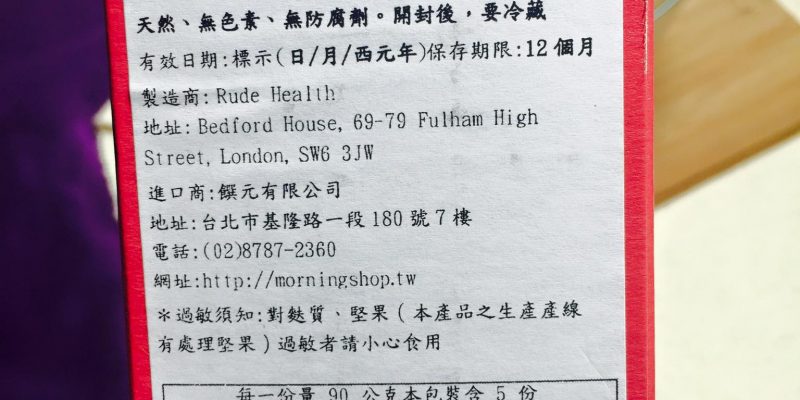 天然、無色素、無防腐劑。開封後，要冷藏
有效日期:標示(日/月/西元年)保存期限:12個月
製造商:Rude Health
地址:Bedford House, 69-79 Fulham High
Street, London, SW6 3JW
進口商:饌元有限公司
地址:台北市基隆路一段180號7樓
電話:(02)8787-2360
網址:http://morningshop.tw
＊過敏須知:對麩質、堅果(本產品之生產產線
有處理堅果)過敏者請小心食用
每一份量 90 公克本包裝含 5 份